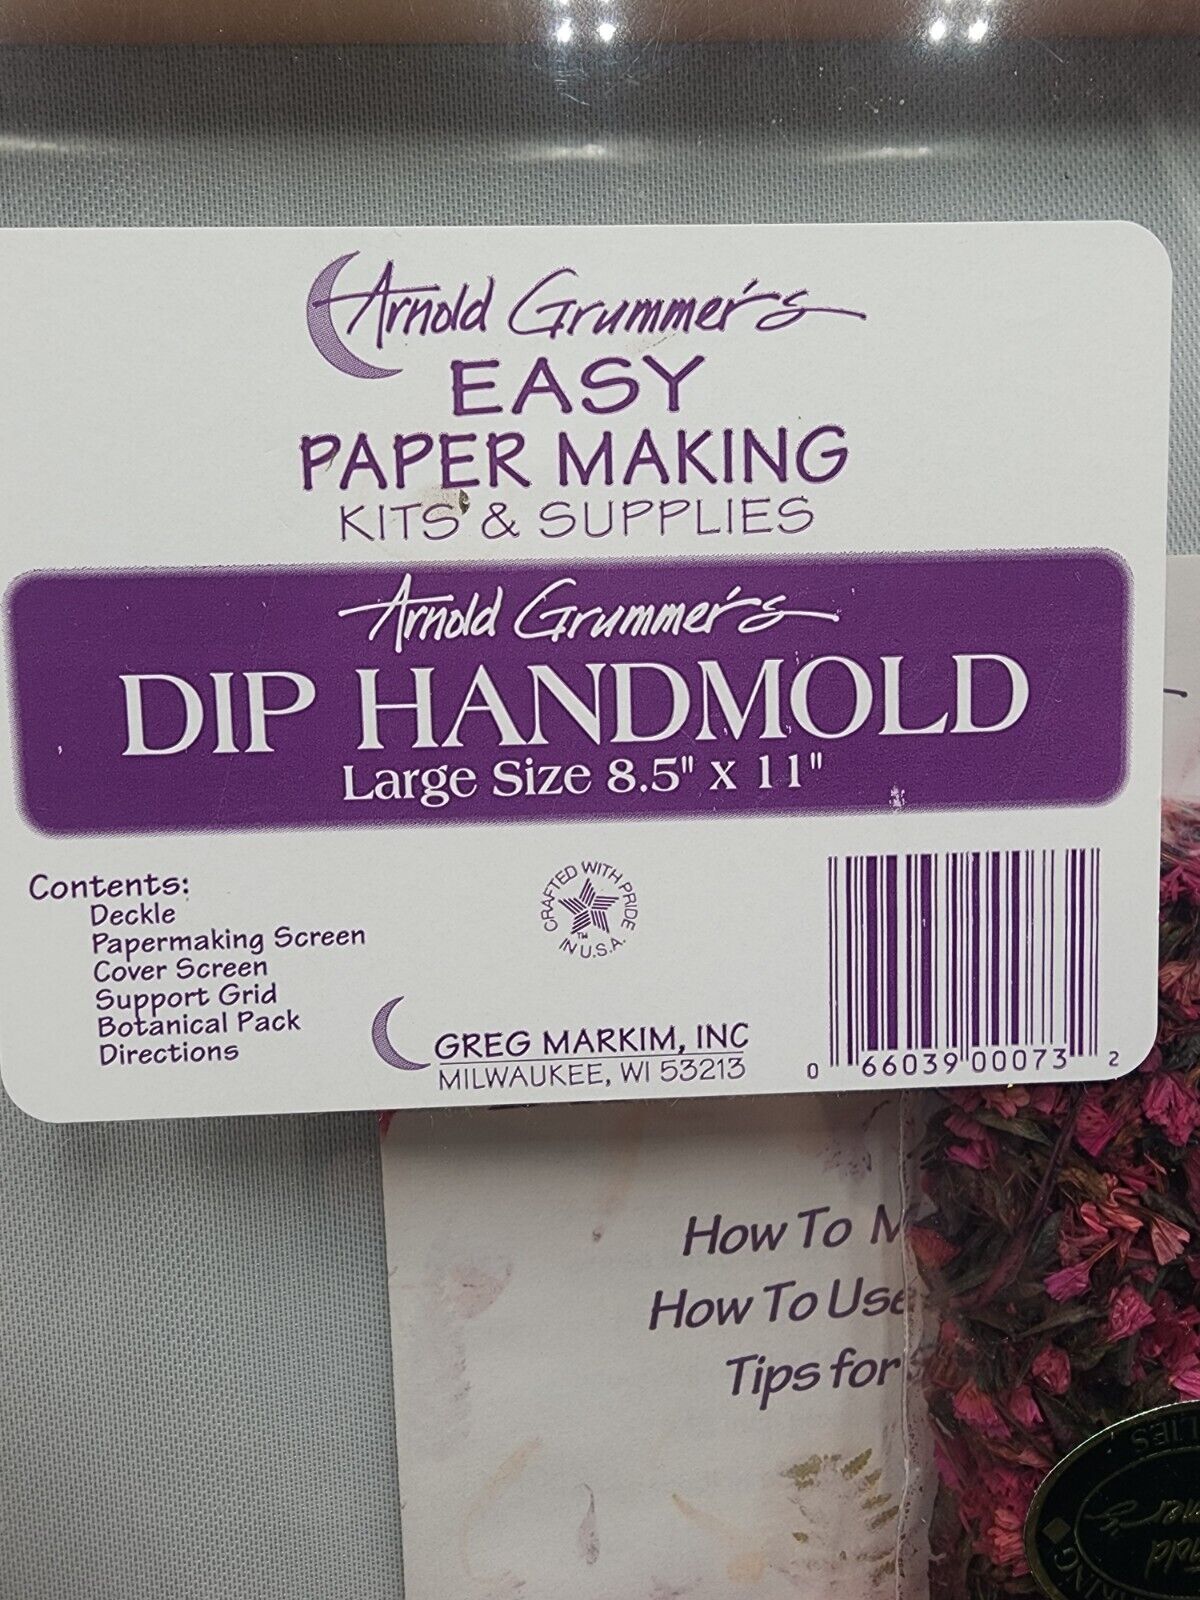 Arnold Grummer's
EASY
PAPER MAKING
KITS & SUPPLIES
Arnold Grummer's
DIP HANDMOLD
Large Size 8.5" x 11"
Contents:
Deckle
Papermaking Screen
Cover Screen
Support Grid
Botanical Pack
Directions
CRAFTED WITH PRIDE
IN U.S.A.
TM
GREG MARKIM, INC
MILWAUKEE, WI 53213
0 66039 00073 2
How To M
How To Use
Tips for